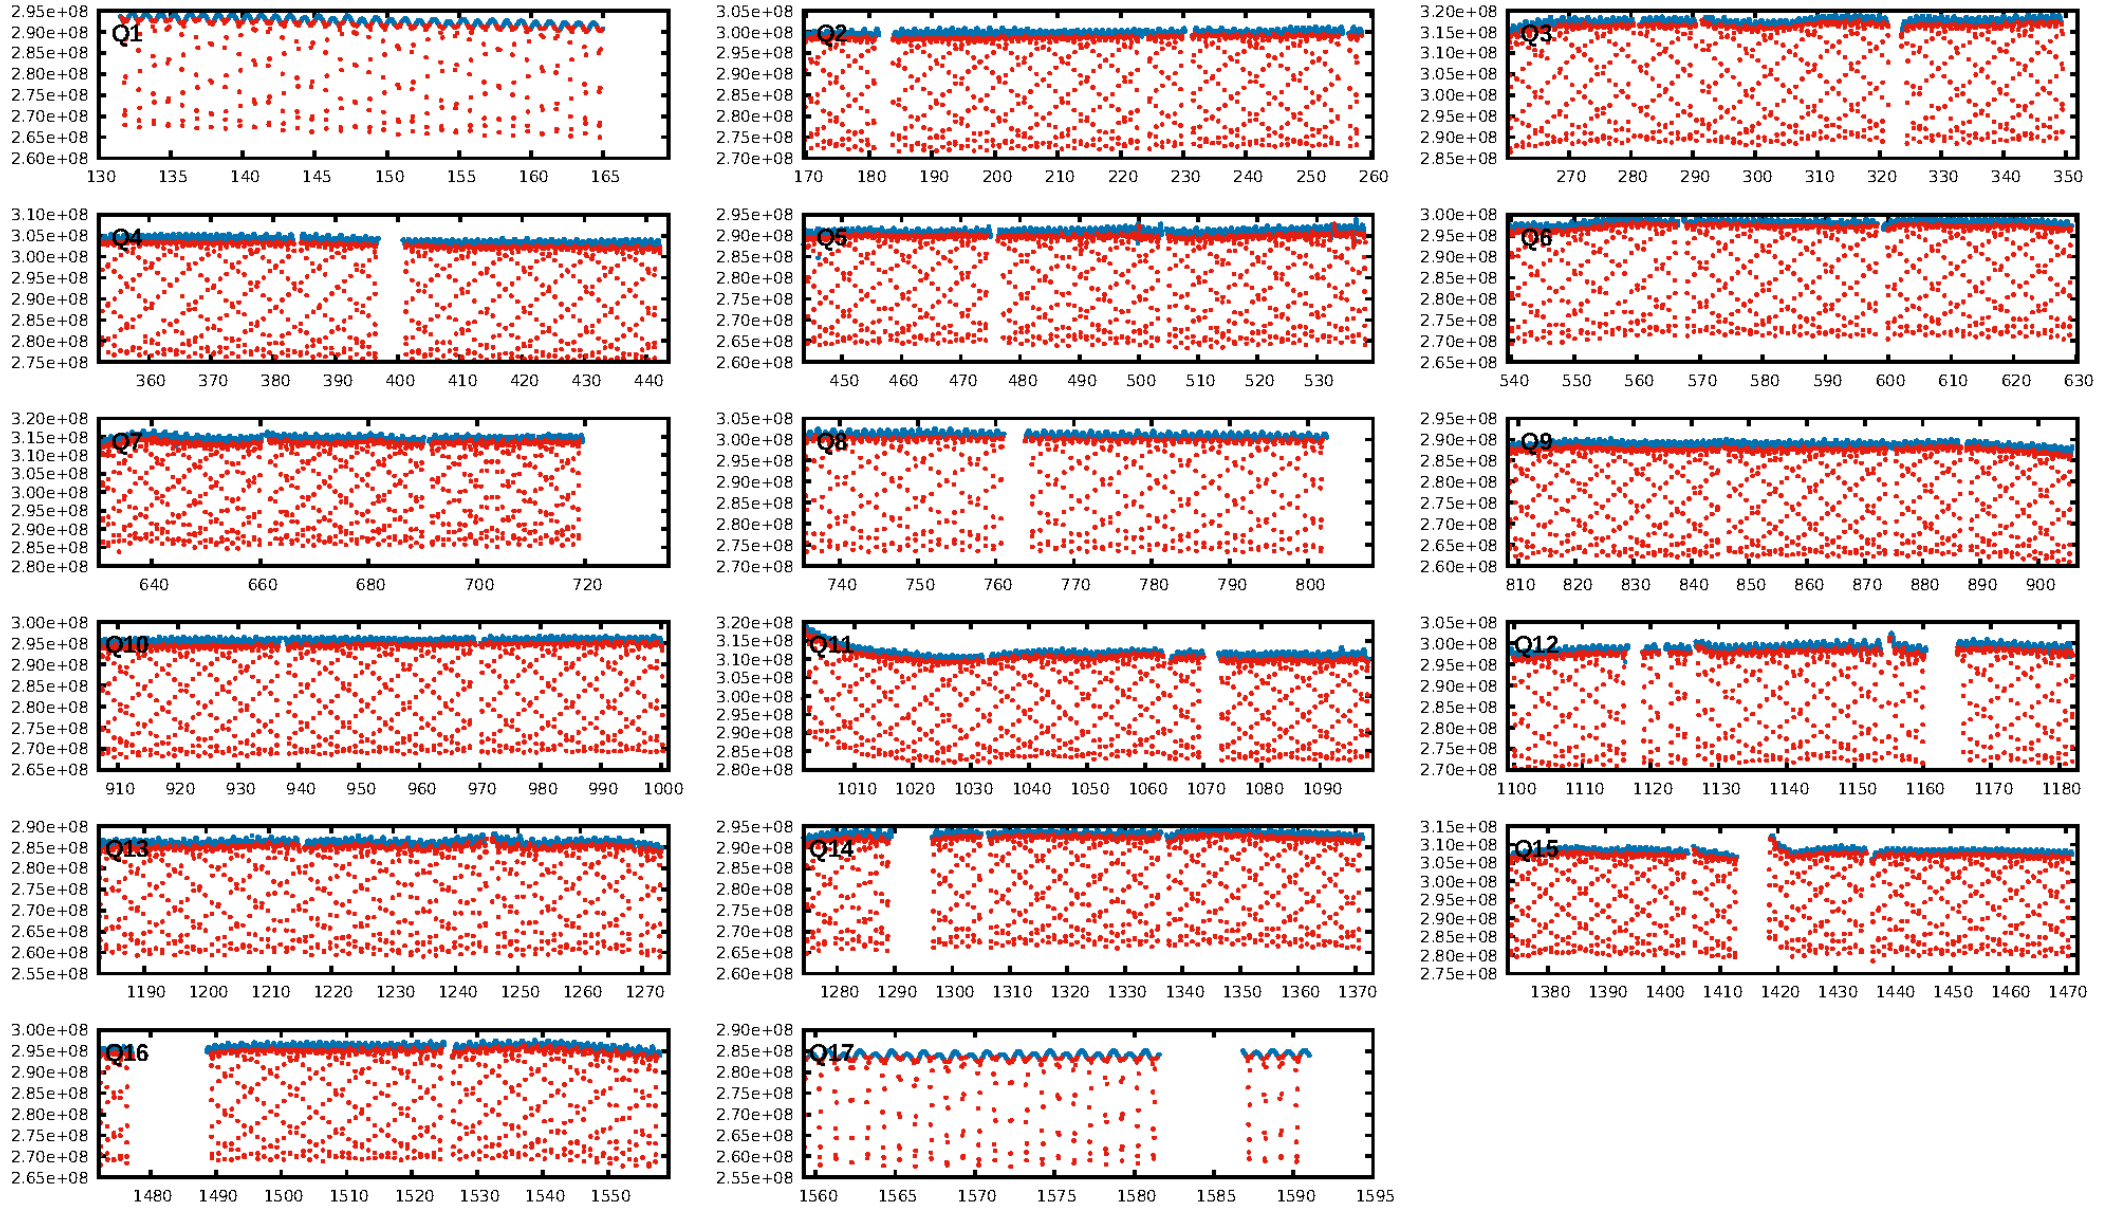 2.95e+08 2.90e+08 2.85e+08 2.80e+08 2.75e+08 2.70e+08 2.65e+08 2.60e+08
Q1
130 135 140 145 150 155 160 165
3.05e+08 3.00e+08 2.95e+08 2.90e+08 2.85e+08 2.80e+08 2.75e+08 2.70e+08
Q2
170 180 190 200 210 220 230 240 250 260
3.20e+08 3.15e+08 3.10e+08 3.05e+08 3.00e+08 2.95e+08 2.90e+08 2.85e+08
Q3
270 280 290 300 310 320 330 340 350
3.10e+08 3.05e+08 3.00e+08 2.95e+08 2.90e+08 2.85e+08 2.80e+08 2.75e+08
Q4
360 370 380 390 400 410 420 430 440
2.95e+08 2.90e+08 2.85e+08 2.80e+08 2.75e+08 2.70e+08 2.65e+08 2.60e+08
Q5
450 460 470 480 490 500 510 520 530
3.00e+08 2.95e+08 2.90e+08 2.85e+08 2.80e+08 2.75e+08 2.70e+08 2.65e+08
Q6
540 550 560 570 580 590 600 610 620 630
3.20e+08 3.15e+08 3.10e+08 3.05e+08 3.00e+08 2.95e+08 2.90e+08 2.85e+08 2.80e+08
Q7
640 660 680 700 720
3.05e+08 3.00e+08 2.95e+08 2.90e+08 2.85e+08 2.80e+08 2.75e+08 2.70e+08
Q8
740 750 760 770 780 790 800
2.95e+08 2.90e+08 2.85e+08 2.80e+08 2.75e+08 2.70e+08 2.65e+08 2.60e+08
Q9
810 820 830 840 850 860 870 880 890 900
3.00e+08 2.95e+08 2.90e+08 2.85e+08 2.80e+08 2.75e+08 2.70e+08 2.65e+08
Q10
910 920 930 940 950 960 970 980 990 1000
3.20e+08 3.15e+08 3.10e+08 3.05e+08 3.00e+08 2.95e+08 2.90e+08 2.85e+08 2.80e+08
Q11
1010 1020 1030 1040 1050 1060 1070 1080 1090
3.05e+08 3.00e+08 2.95e+08 2.90e+08 2.85e+08 2.80e+08 2.75e+08 2.70e+08
Q12
1100 1110 1120 1130 1140 1150 1160 1170 1180
2.90e+08 2.85e+08 2.80e+08 2.75e+08 2.70e+08 2.65e+08 2.60e+08 2.55e+08
Q13
1190 1200 1210 1220 1230 1240 1250 1260 1270
2.95e+08 2.90e+08 2.85e+08 2.80e+08 2.75e+08 2.70e+08 2.65e+08 2.60e+08
Q14
1280 1290 1300 1310 1320 1330 1340 1350 1360 1370
3.15e+08 3.10e+08 3.05e+08 3.00e+08 2.95e+08 2.90e+08 2.85e+08 2.80e+08 2.75e+08
Q15
1380 1390 1400 1410 1420 1430 1440 1450 1460 1470
3.00e+08 2.95e+08 2.90e+08 2.85e+08 2.80e+08 2.75e+08 2.70e+08 2.65e+08
Q16
1480 1490 1500 1510 1520 1530 1540 1550
2.90e+08 2.85e+08 2.80e+08 2.75e+08 2.70e+08 2.65e+08 2.60e+08 2.55e+08
Q17
1560 1565 1570 1575 1580 1585 1590 1595